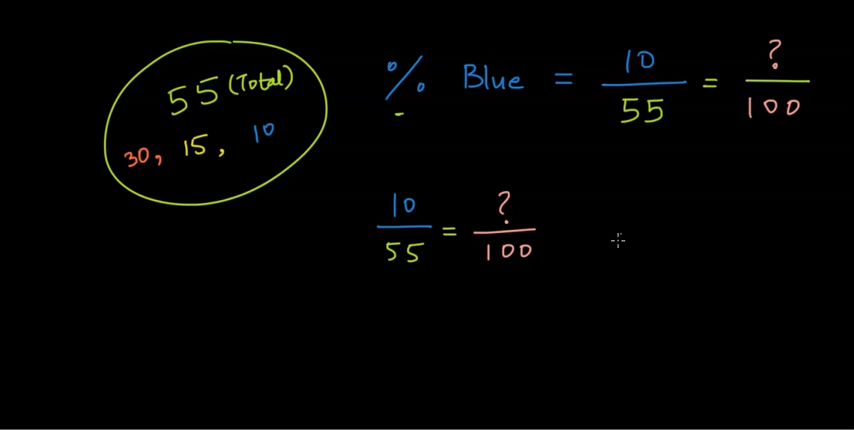 55 (Total)
30, 15, 10
% Blue = 10/55 = ?/100
10/55 = ?/100